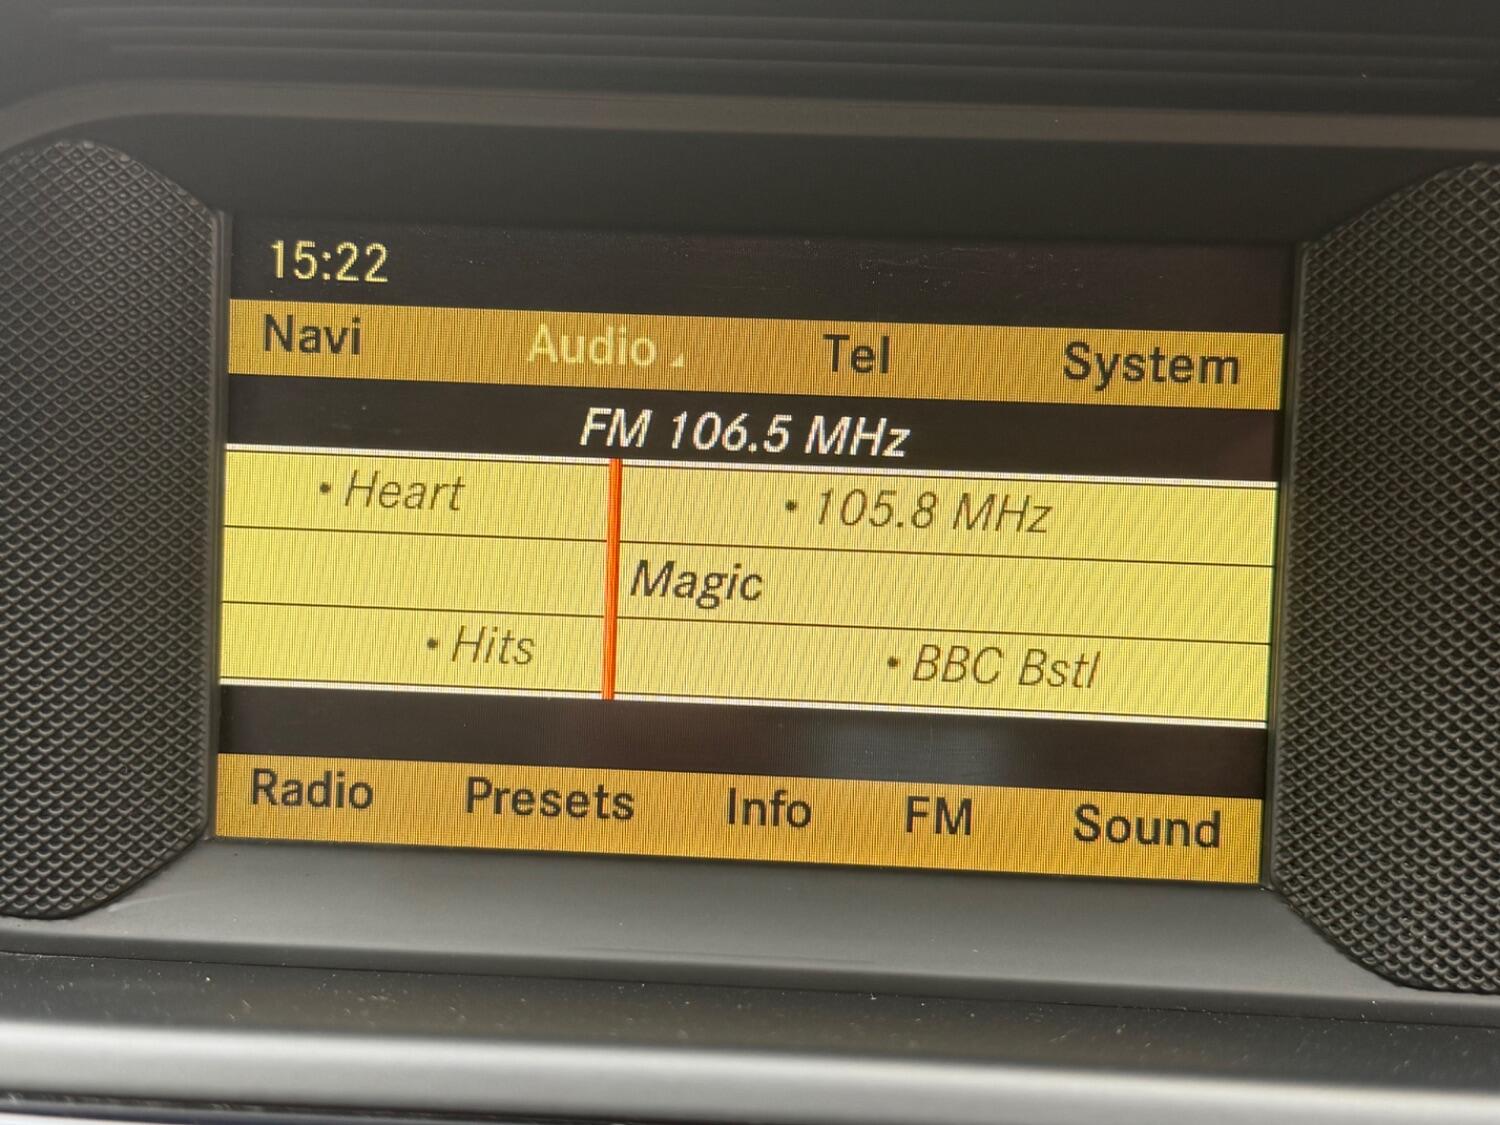 15:22
Navi Audio Tel System
FM 106.5 MHz
• Heart • 105.8 MHz
Magic
• Hits • BBC Bstl
Radio Presets Info FM Sound